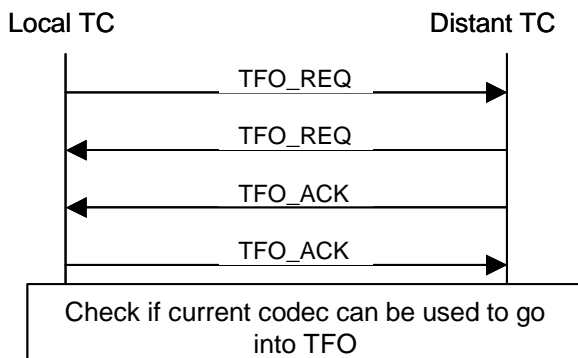 Local TC Distant TC
TFO_REQ
TFO_REQ
TFO_ACK
TFO_ACK
Check if current codec can be used to go
into TFO